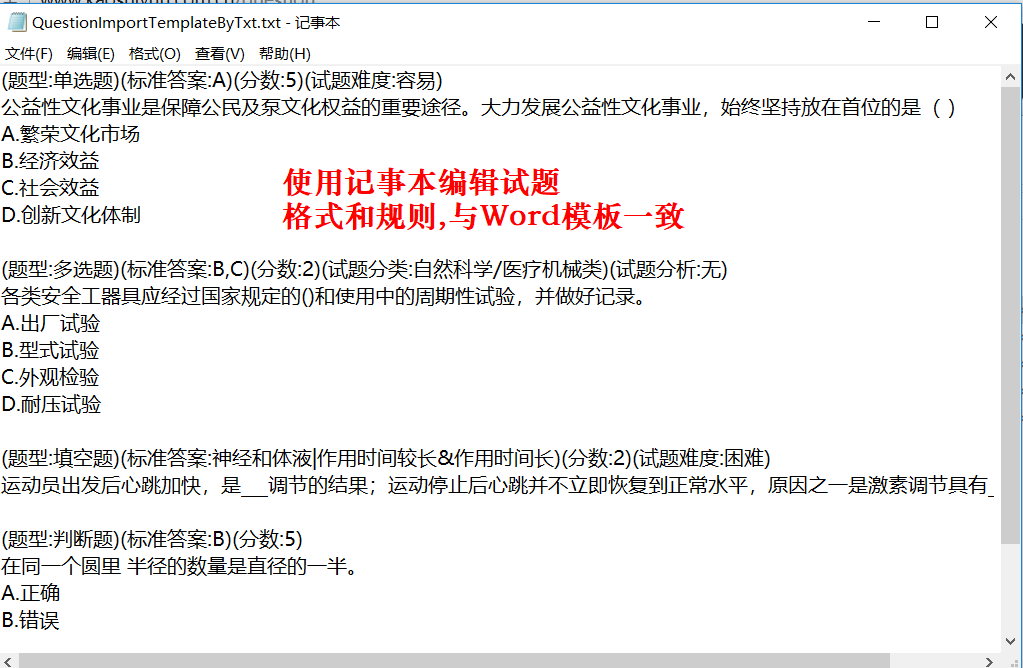 QuestionImportTemplateByTxt.txt - 记事本
文件(F) 编辑(E) 格式(O) 查看(V) 帮助(H)
(题型:单选题)(标准答案:A)(分数:5)(试题难度:容易)
公益性文化事业是保障公民及泵文化权益的重要途径。大力发展公益性文化事业，始终坚持放在首位的是（ ）
A.繁荣文化市场
B.经济效益
C.社会效益
D.创新文化体制
使用记事本编辑试题
格式和规则,与Word模板一致
(题型:多选题)(标准答案:B,C)(分数:2)(试题分类:自然科学/医疗机械类)(试题分析:无)
各类安全工器具应经过国家规定的()和使用中的周期性试验，并做好记录。
A.出厂试验
B.型式试验
C.外观检验
D.耐压试验
(题型:填空题)(标准答案:神经和体液|作用时间较长&作用时间长)(分数:2)(试题难度:困难)
运动员出发后心跳加快，是___调节的结果；运动停止后心跳并不立即恢复到正常水平，原因之一是激素调节具有_
(题型:判断题)(标准答案:B)(分数:5)
在同一个圆里 半径的数量是直径的一半。
A.正确
B.错误